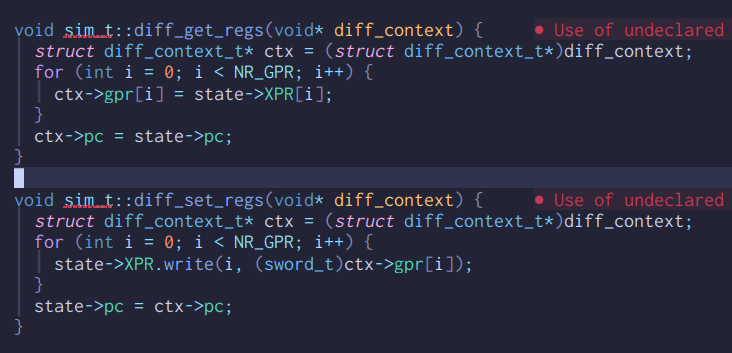 void sim_t::diff_get_regs(void* diff_context) { ● Use of undeclared
  struct diff_context_t* ctx = (struct diff_context_t*)diff_context;
  for (int i = 0; i < NR_GPR; i++) {
    ctx->gpr[i] = state->XPR[i];
  }
  ctx->pc = state->pc;
}

void sim_t::diff_set_regs(void* diff_context) { ● Use of undeclared
  struct diff_context_t* ctx = (struct diff_context_t*)diff_context;
  for (int i = 0; i < NR_GPR; i++) {
    state->XPR.write(i, (sword_t)ctx->gpr[i]);
  }
  state->pc = ctx->pc;
}